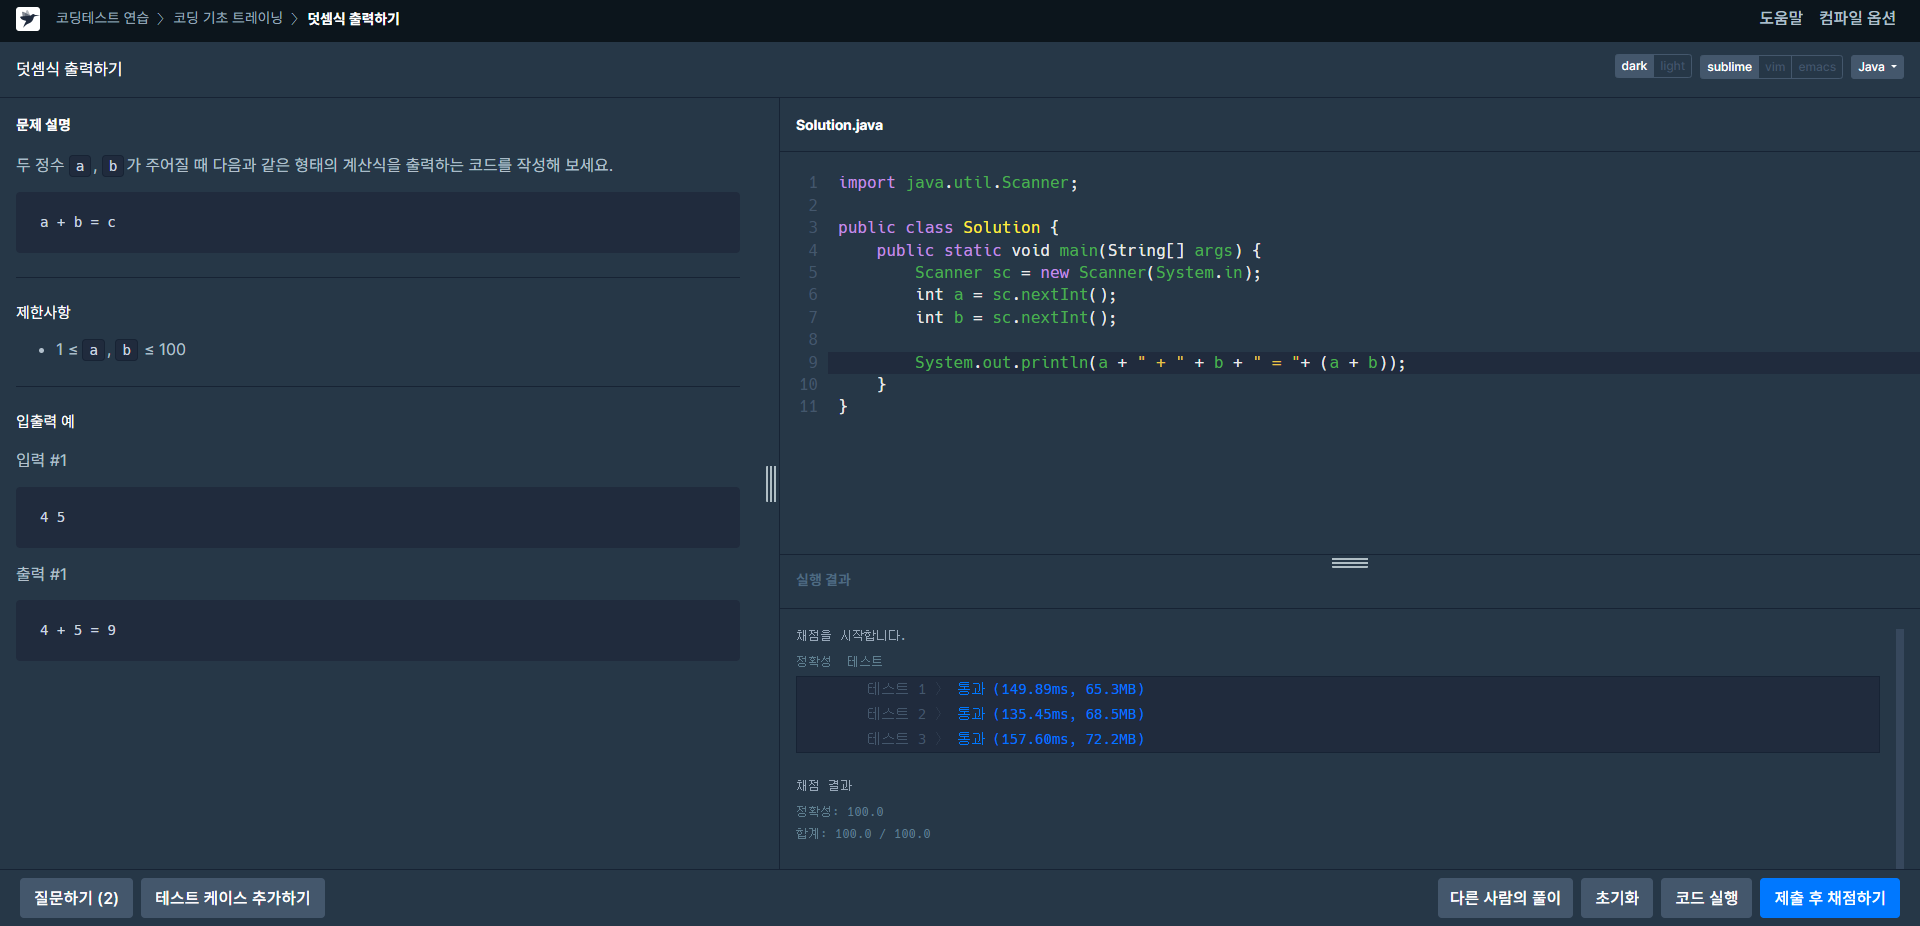 코딩테스트 연습 > 코딩 기초 트레이닝 > 덧셈식 출력하기
도움말 컴파일 옵션
덧셈식 출력하기
dark light sublime vim emacs Java
문제 설명
두 정수 a, b가 주어질 때 다음과 같은 형태의 계산식을 출력하는 코드를 작성해 보세요.
a + b = c
제한사항
• 1 ≤ a, b ≤ 100
입출력 예
입력 #1
4 5
출력 #1
4 + 5 = 9
Solution.java
1 import java.util.Scanner;
2
3 public class Solution {
4     public static void main(String[] args) {
5         Scanner sc = new Scanner(System.in);
6         int a = sc.nextInt();
7         int b = sc.nextInt();
8
9         System.out.println(a + " + " + b + " = "+ (a + b));
10     }
11 }
실행 결과
채점을 시작합니다.
정확성 테스트
테스트 1 > 통과 (149.89ms, 65.3MB)
테스트 2 > 통과 (135.45ms, 68.5MB)
테스트 3 > 통과 (157.60ms, 72.2MB)
채점 결과
정확성: 100.0
합계: 100.0 / 100.0
질문하기 (2) 테스트 케이스 추가하기 다른 사람의 풀이 초기화 코드 실행 제출 후 채점하기